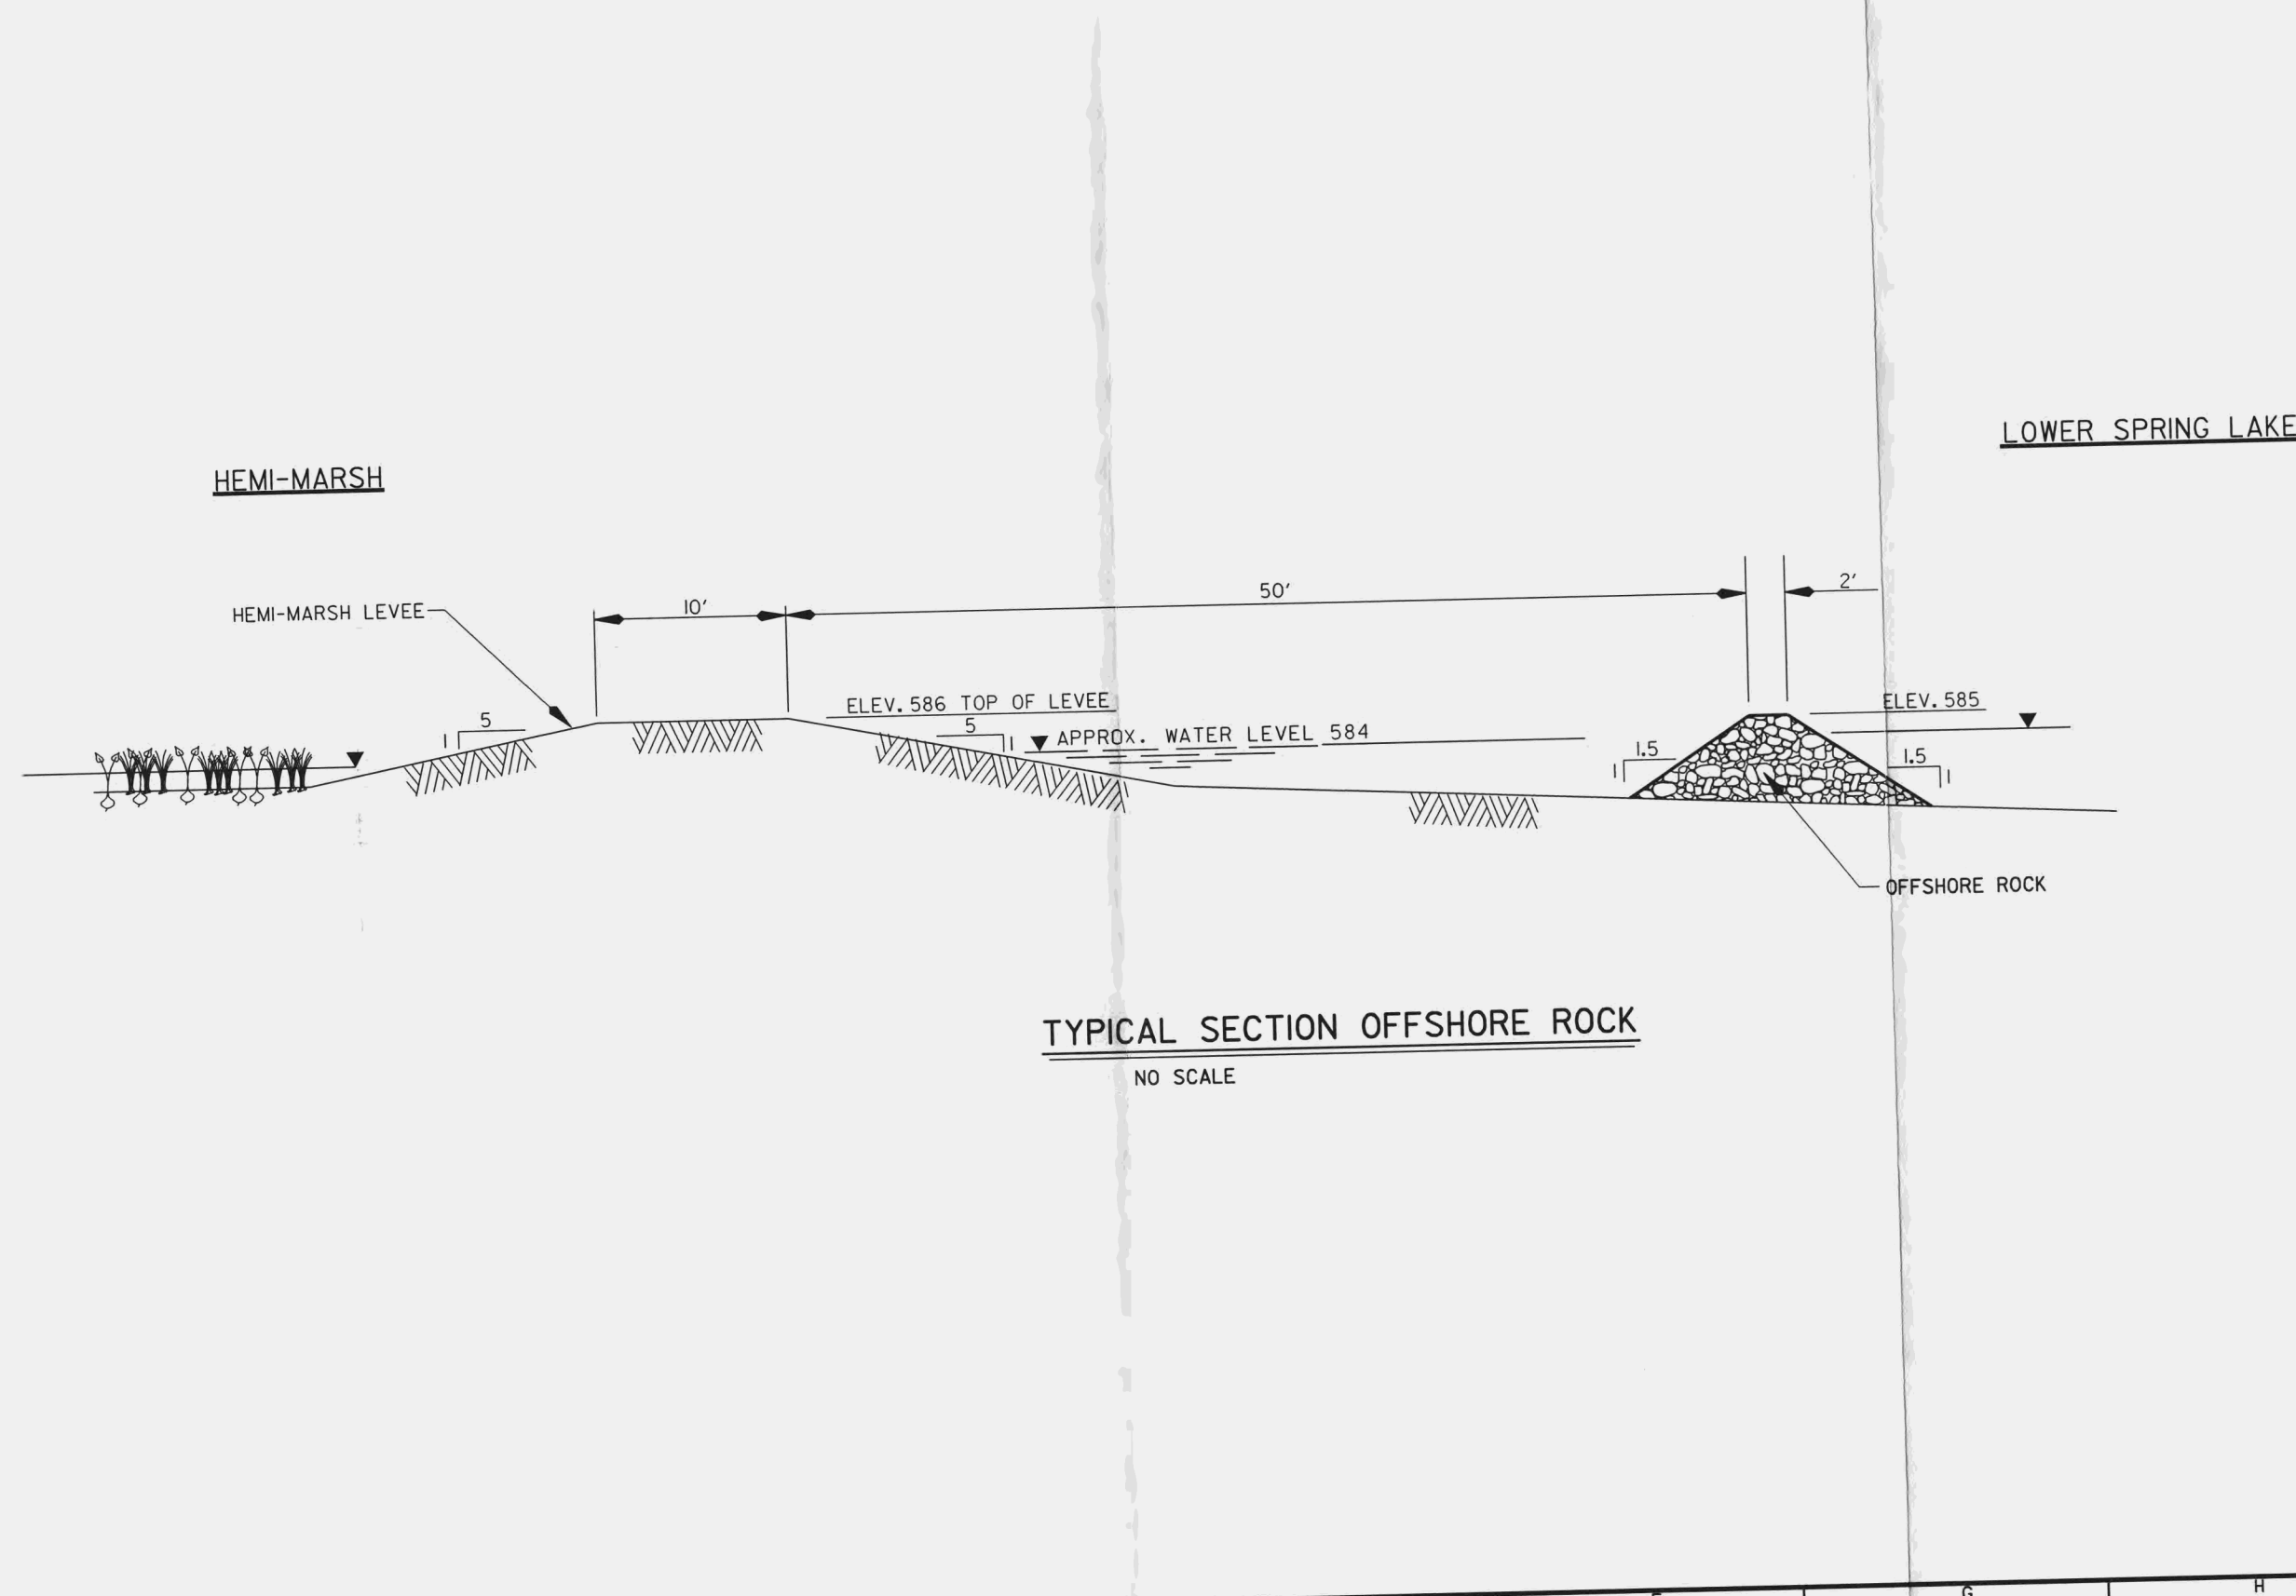 LOWER SPRING LAKE
HEMI-MARSH
50'
2'
10'
HEMI-MARSH LEVEE
ELEV. 586 TOP OF LEVEE
ELEV. 585
5
1
5
1
APPROX. WATER LEVEL 584
1.5
1
1.5
1
OFFSHORE ROCK
TYPICAL SECTION OFFSHORE ROCK
NO SCALE
G
H